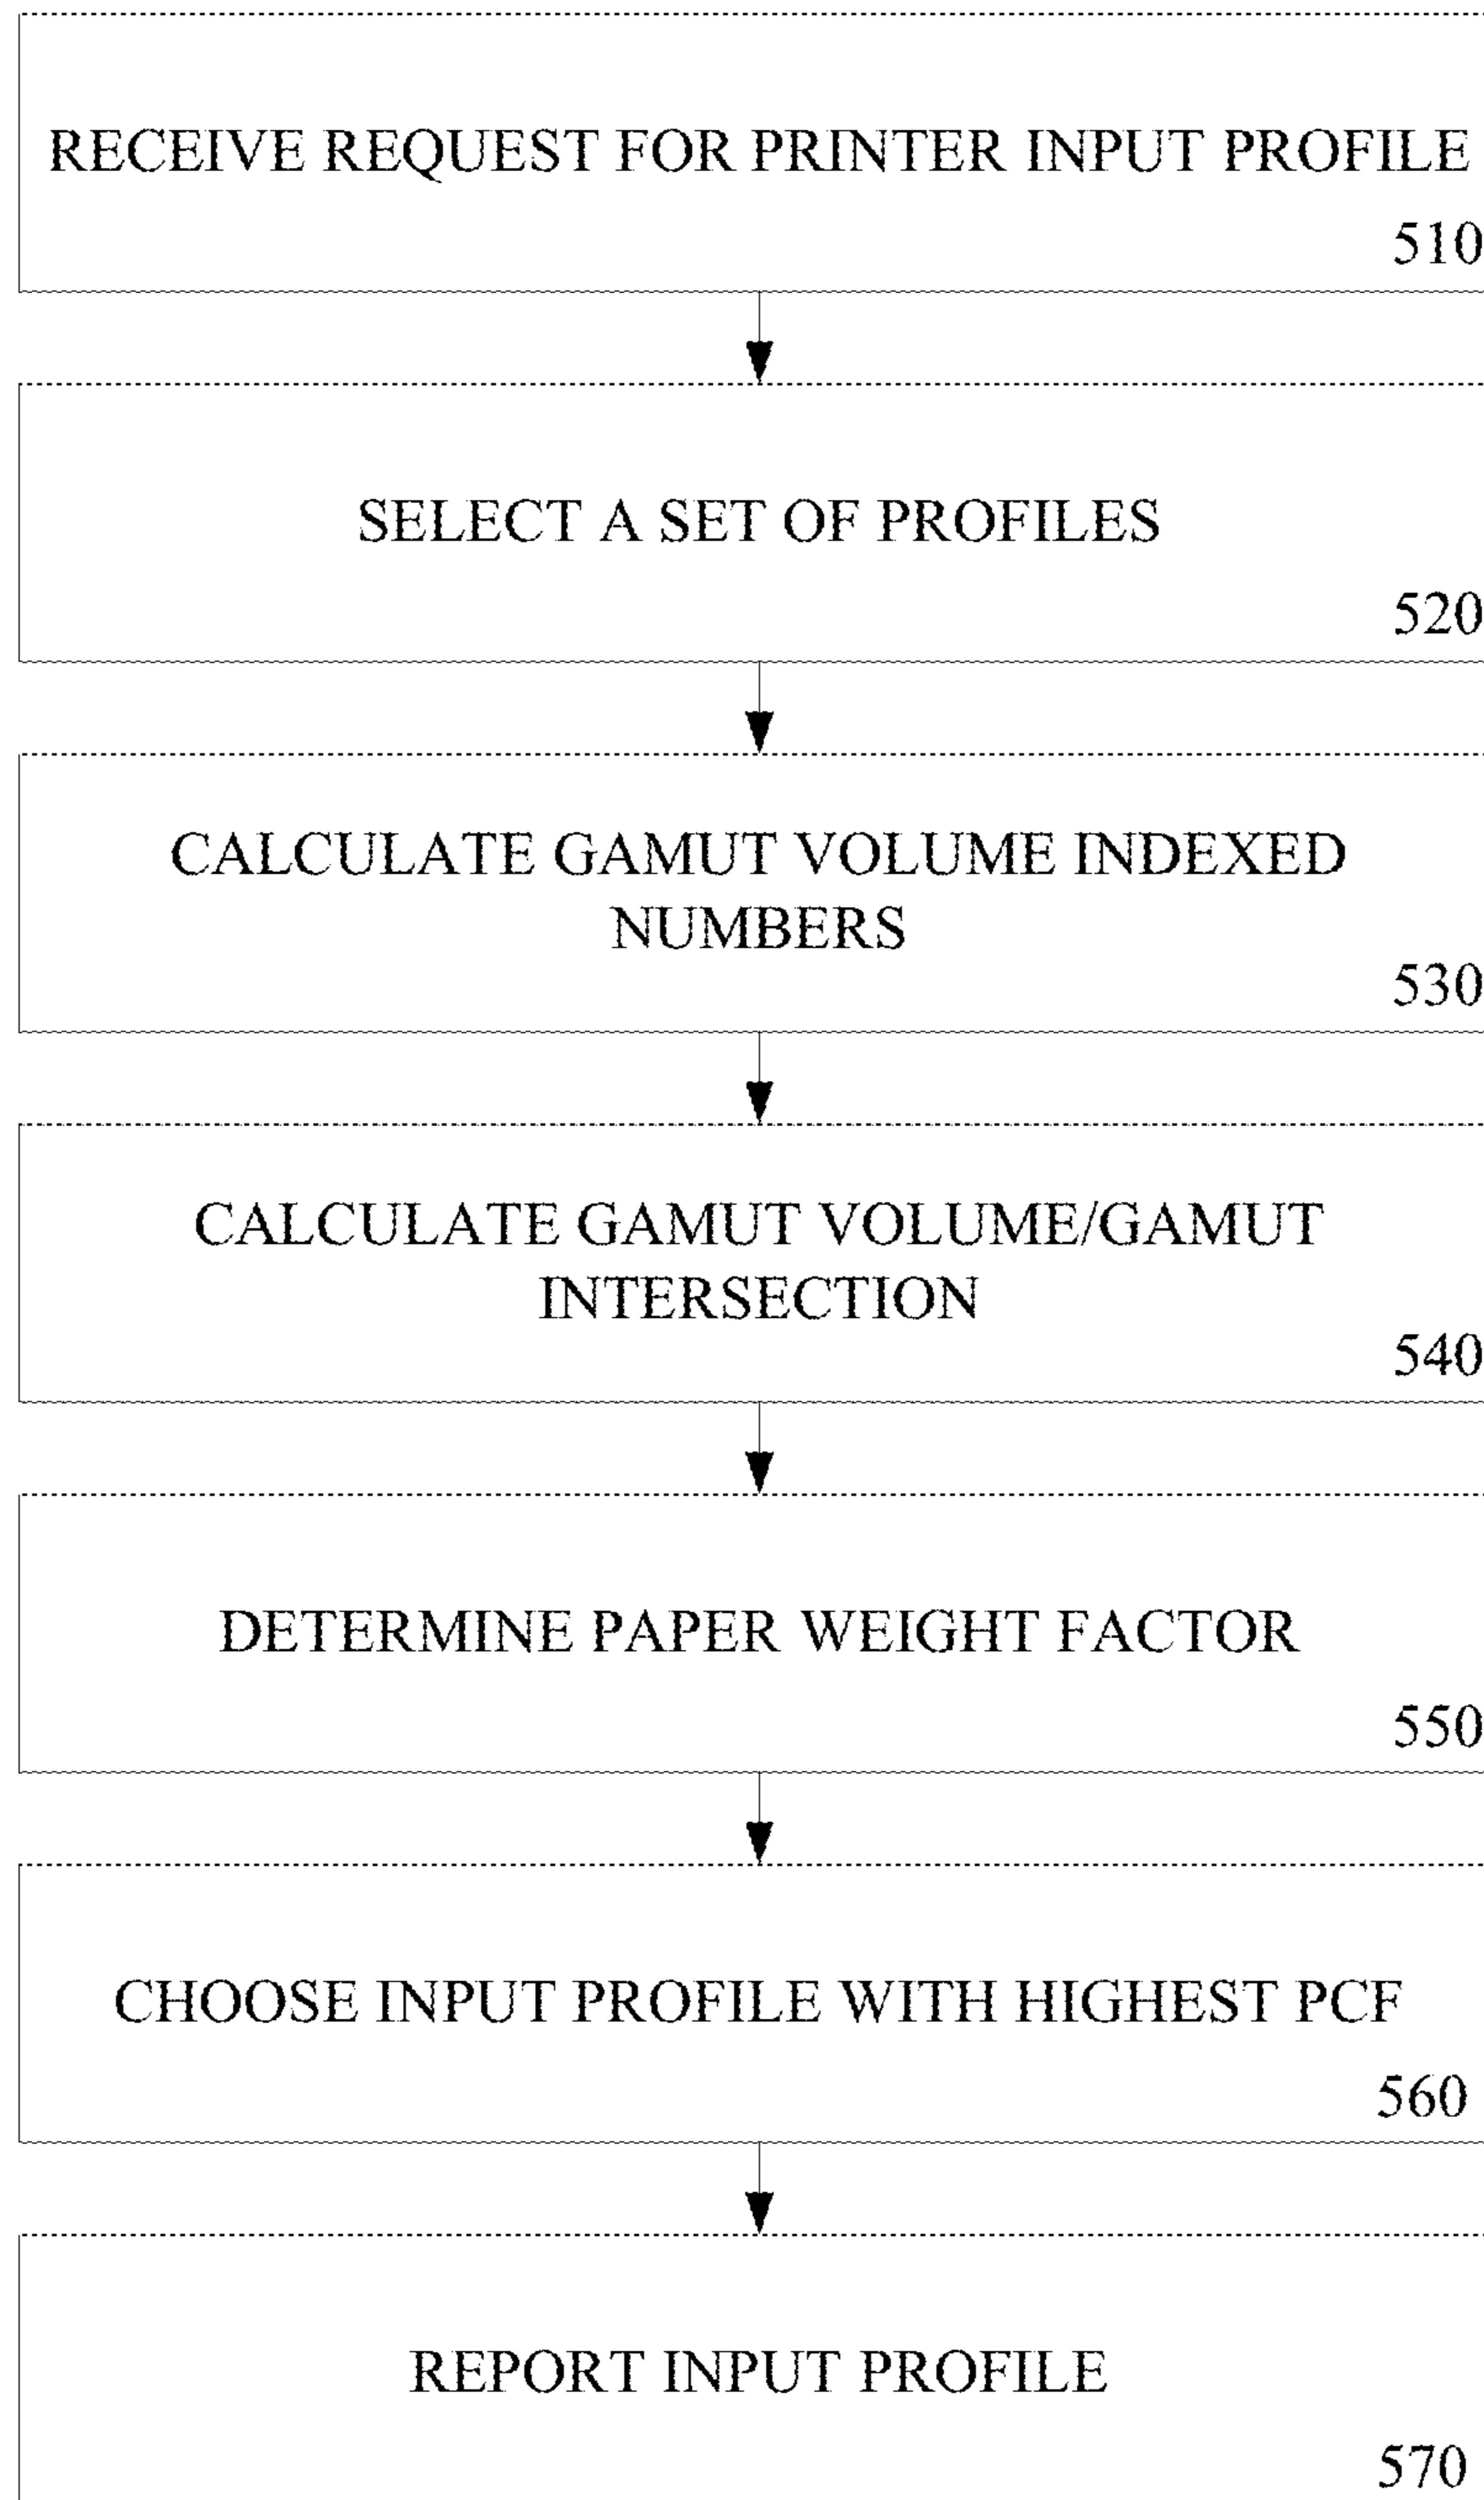 RECEIVE REQUEST FOR PRINTER INPUT PROFILE
510
SELECT A SET OF PROFILES
520
CALCULATE GAMUT VOLUME INDEXED
NUMBERS
530
CALCULATE GAMUT VOLUME/GAMUT
INTERSECTION
540
DETERMINE PAPER WEIGHT FACTOR
550
CHOOSE INPUT PROFILE WITH HIGHEST PCF
560
REPORT INPUT PROFILE
570